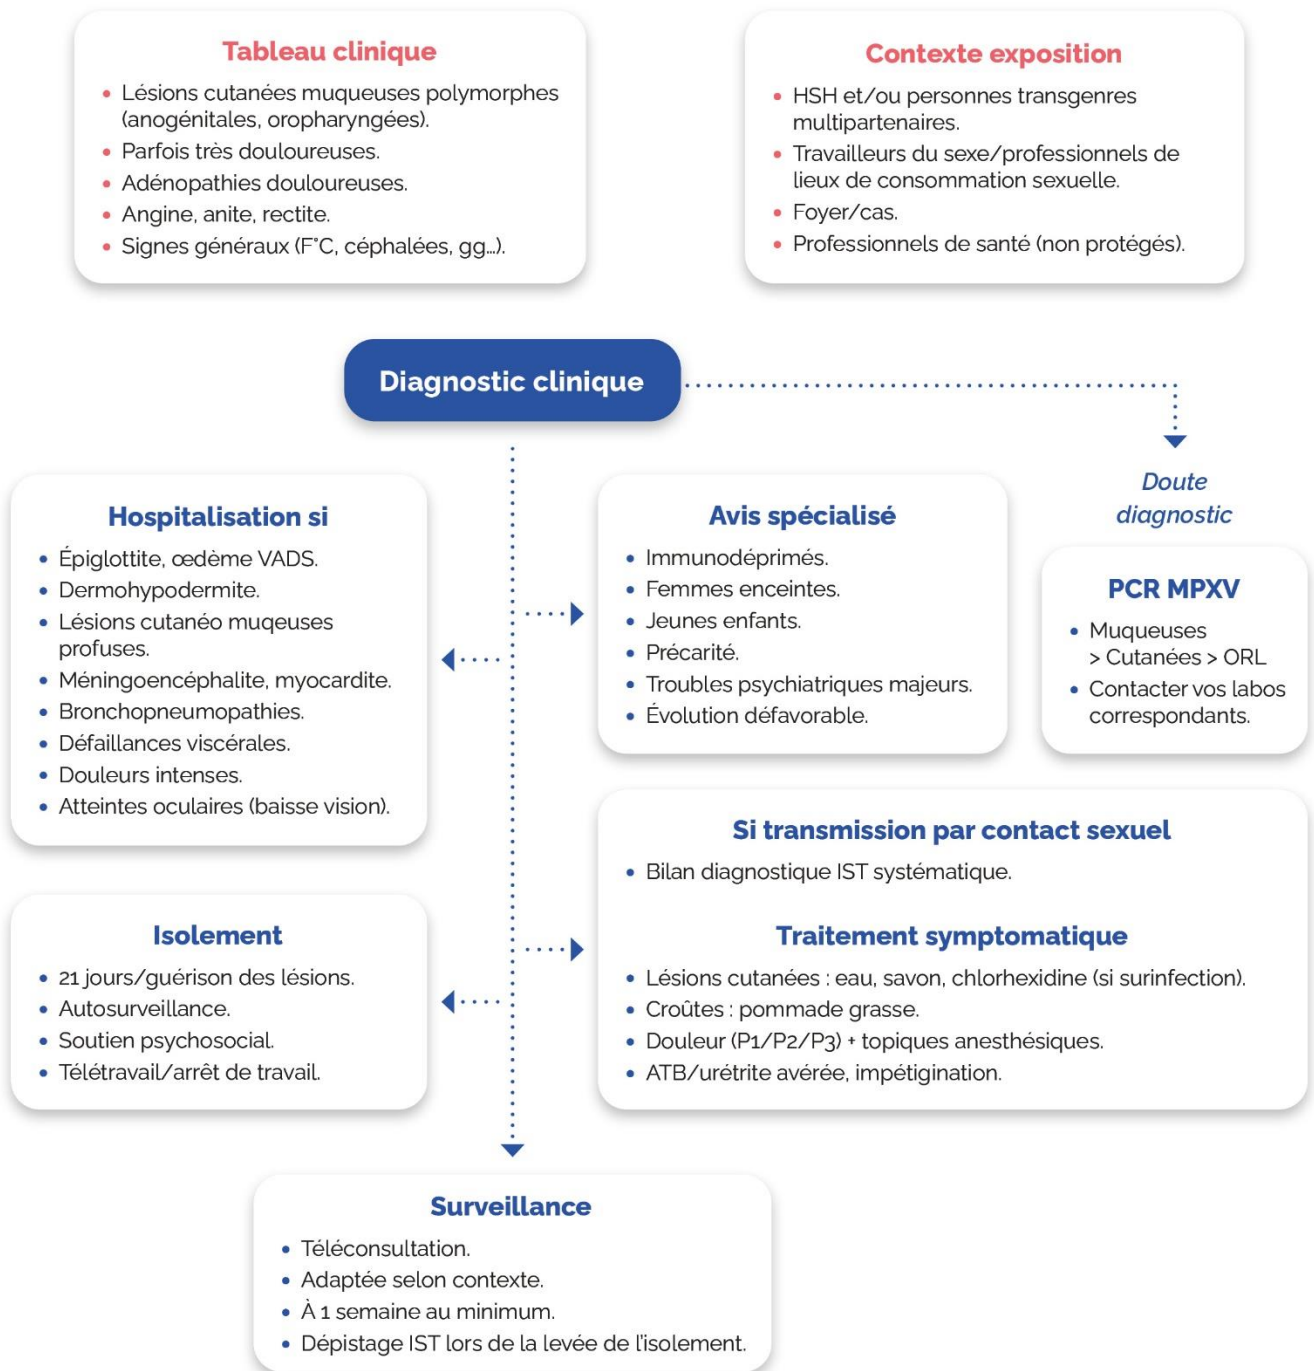 Tableau clinique
• Lésions cutanées muqueuses polymorphes
(anogénitales, oropharyngées).
• Parfois très douloureuses.
• Adénopathies douloureuses.
• Angine, anite, rectite.
• Signes généraux (F°C, céphalées, gg…).
Contexte exposition
• HSH et/ou personnes transgenres
multipartenaires.
• Travailleurs du sexe/professionnels de
lieux de consommation sexuelle.
• Foyer/cas.
• Professionnels de santé (non protégés).
Diagnostic clinique
Hospitalisation si
• Épiglottite, œdème VADS.
• Dermohypodermite.
• Lésions cutanéo muqeuses
profuses.
• Méningoencéphalite, myocardite.
• Bronchopneumopathies.
• Défaillances viscérales.
• Douleurs intenses.
• Atteintes oculaires (baisse vision).
Avis spécialisé
• Immunodéprimés.
• Femmes enceintes.
• Jeunes enfants.
• Précarité.
• Troubles psychiatriques majeurs.
• Évolution défavorable.
Doute
diagnostic
PCR MPXV
• Muqueuses
> Cutanées > ORL
• Contacter vos labos
correspondants.
Isolement
• 21 jours/guérison des lésions.
• Autosurveillance.
• Soutien psychosocial.
• Télétravail/arrêt de travail.
Si transmission par contact sexuel
• Bilan diagnostique IST systématique.
Traitement symptomatique
• Lésions cutanées : eau, savon, chlorhexidine (si surinfection).
• Croûtes : pommade grasse.
• Douleur (P1/P2/P3) + topiques anesthésiques.
• ATB/urétrite avérée, impétigination.
Surveillance
• Téléconsultation.
• Adaptée selon contexte.
• À 1 semaine au minimum.
• Dépistage IST lors de la levée de l'isolement.